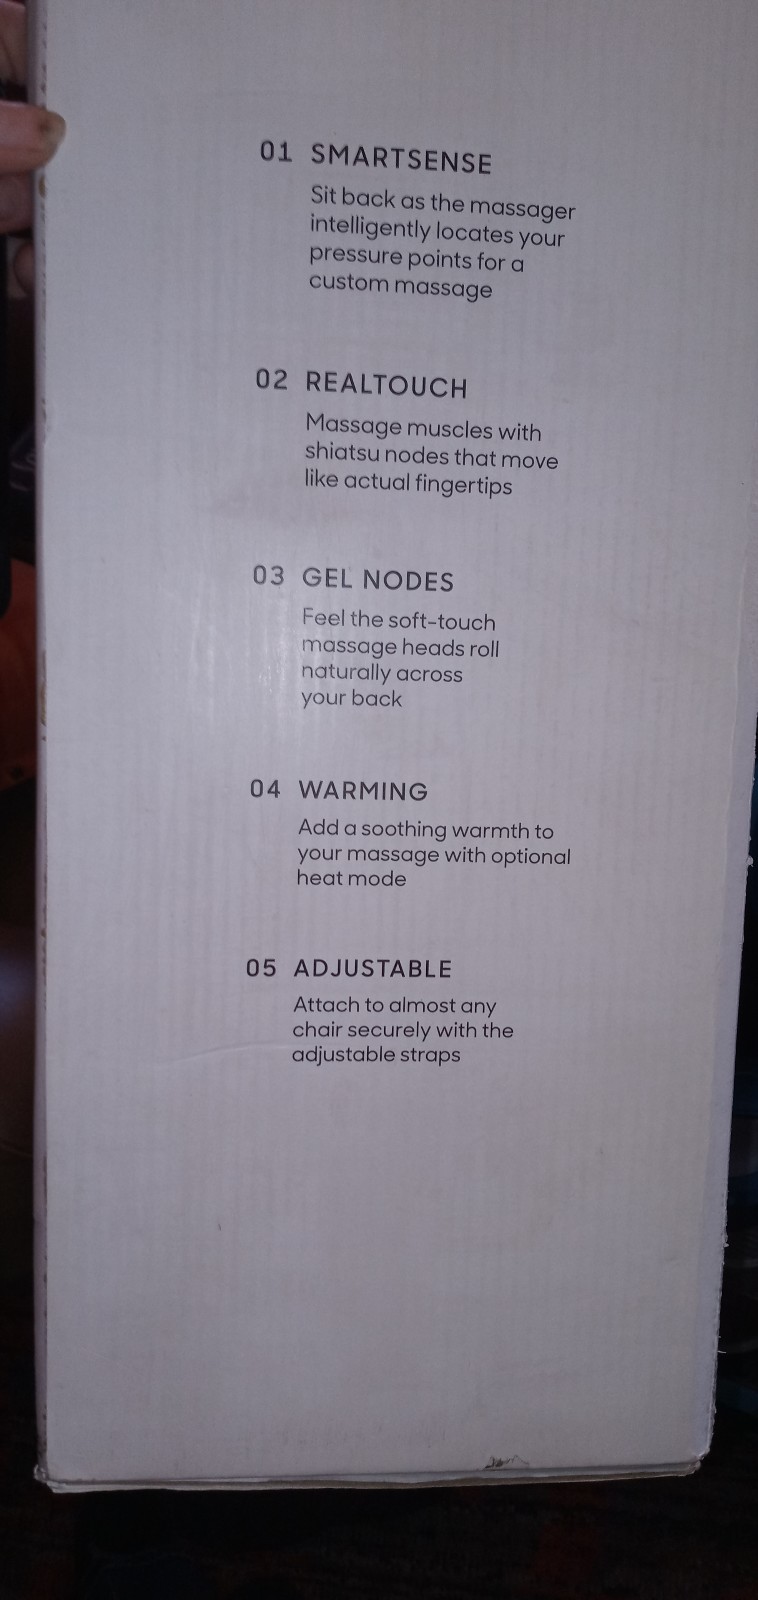 01 SMARTSENSE
Sit back as the massager
intelligently locates your
pressure points for a
custom massage
02 REALTOUCH
Massage muscles with
shiatsu nodes that move
like actual fingertips
03 GEL NODES
Feel the soft-touch
massage heads roll
naturally across
your back
04 WARMING
Add a soothing warmth to
your massage with optional
heat mode
05 ADJUSTABLE
Attach to almost any
chair securely with the
adjustable straps